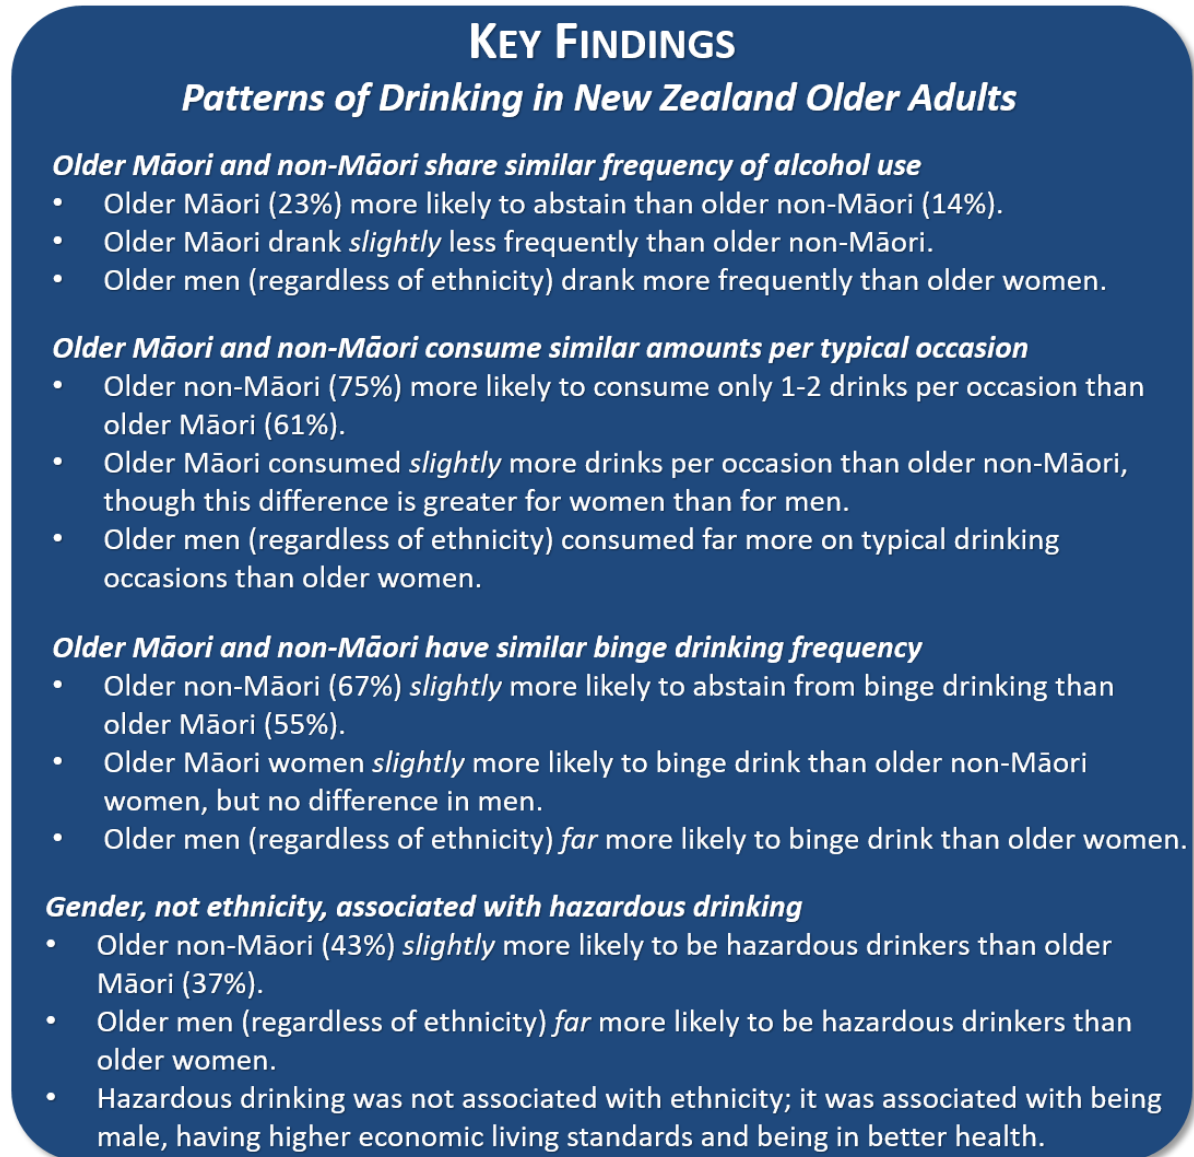 KEY FINDINGS
Patterns of Drinking in New Zealand Older Adults
Older Māori and non-Māori share similar frequency of alcohol use
• Older Māori (23%) more likely to abstain than older non-Māori (14%).
• Older Māori drank slightly less frequently than older non-Māori.
• Older men (regardless of ethnicity) drank more frequently than older women.
Older Māori and non-Māori consume similar amounts per typical occasion
• Older non-Māori (75%) more likely to consume only 1-2 drinks per occasion than
older Māori (61%).
• Older Māori consumed slightly more drinks per occasion than older non-Māori,
though this difference is greater for women than for men.
• Older men (regardless of ethnicity) consumed far more on typical drinking
occasions than older women.
Older Māori and non-Māori have similar binge drinking frequency
• Older non-Māori (67%) slightly more likely to abstain from binge drinking than
older Māori (55%).
• Older Māori women slightly more likely to binge drink than older non-Māori
women, but no difference in men.
• Older men (regardless of ethnicity) far more likely to binge drink than older women.
Gender, not ethnicity, associated with hazardous drinking
• Older non-Māori (43%) slightly more likely to be hazardous drinkers than older
Māori (37%).
• Older men (regardless of ethnicity) far more likely to be hazardous drinkers than
older women.
• Hazardous drinking was not associated with ethnicity; it was associated with being
male, having higher economic living standards and being in better health.